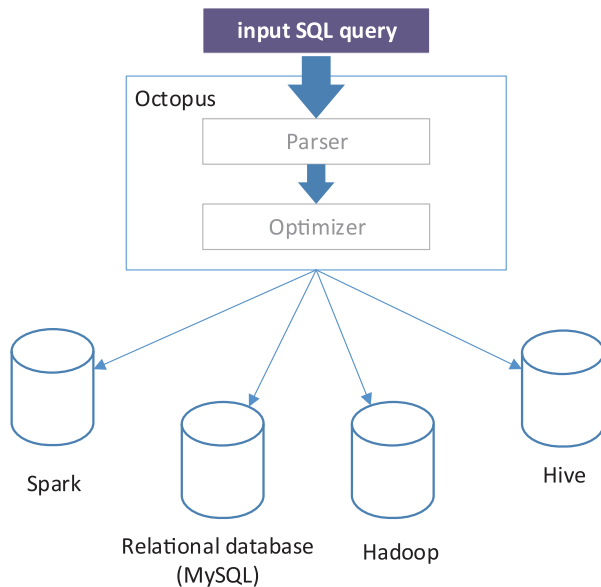 input SQL query
Octopus
Parser
Optimizer
Spark
Relational database
(MySQL)
Hadoop
Hive